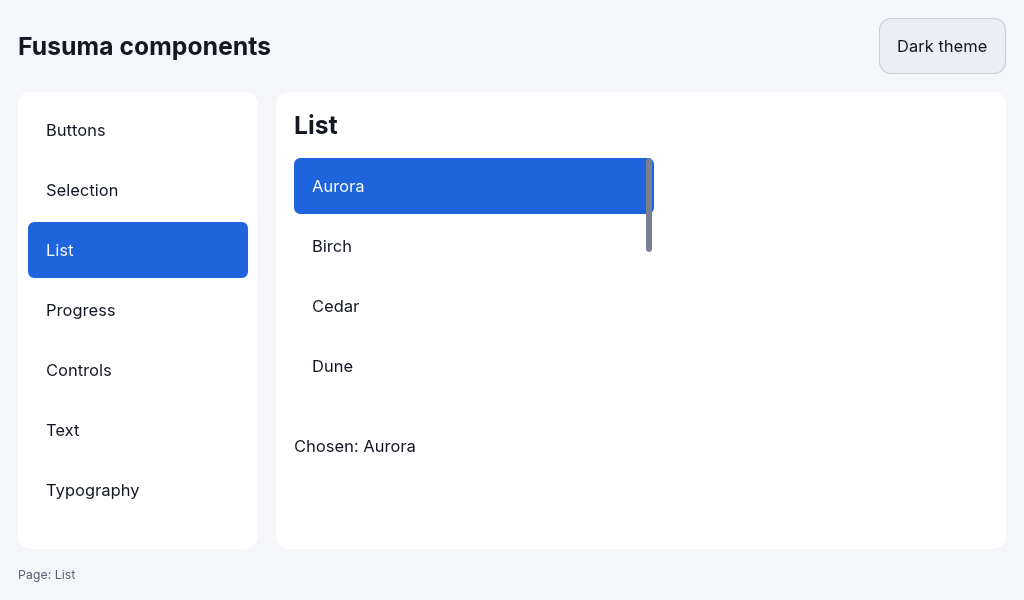 Fusuma components
Dark theme
Buttons
Selection
List
Progress
Controls
Text
Typography
List
Aurora
Birch
Cedar
Dune
Chosen: Aurora
Page: List